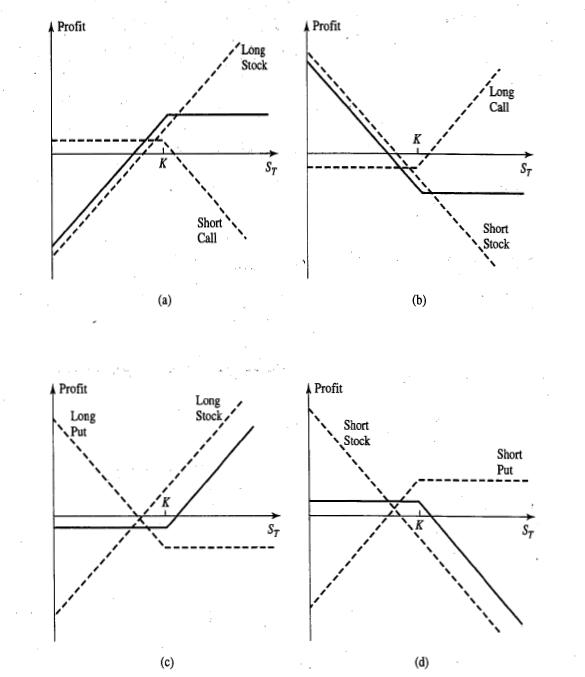 Profit
Long
Stock
K
S_T
Short
Call
(a)
Profit
Long
Call
K
S_T
Short
Stock
(b)
Profit
Long
Put
Long
Stock
K
S_T
(c)
Profit
Short
Stock
Short
Put
K
S_T
(d)